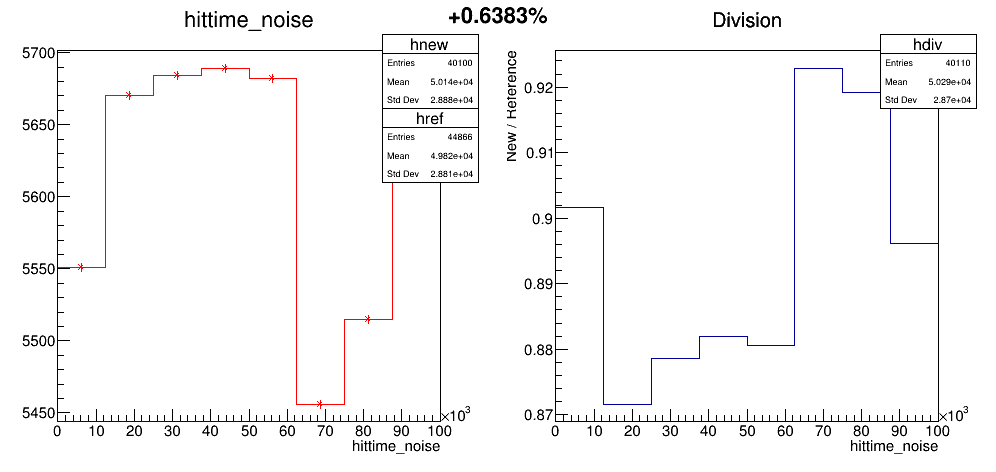 hittime_noise
+0.6383%
Division
hnew
Entries 40100
Mean 5.014e+04
Std Dev 2.888e+04
href
Entries 44866
Mean 4.982e+04
Std Dev 2.881e+04
5700
5650
5600
5550
5500
5450
0 10 20 30 40 50 60 70 80 90 100
×10³
hittime_noise
hdiv
Entries 40110
Mean 5.029e+04
Std Dev 2.87e+04
New / Reference
0.92
0.91
0.9
0.89
0.88
0.87
0 10 20 30 40 50 60 70 80 90 100
×10³
hittime_noise